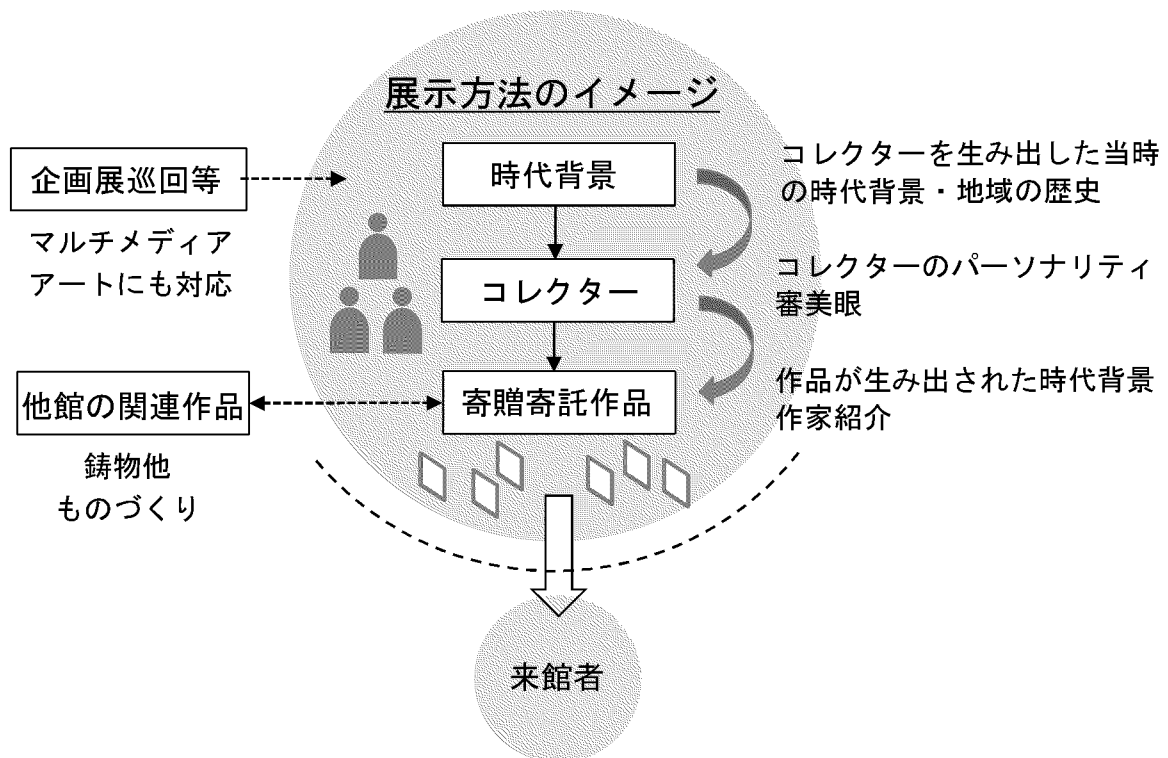 展示方法のイメージ
企画展巡回等
マルチメディア
アートにも対応
時代背景
コレクターを生み出した当時
の時代背景・地域の歴史
コレクター
コレクターのパーソナリティ
審美眼
他館の関連作品
鋳物他
ものづくり
寄贈寄託作品
作品が生み出された時代背景
作家紹介
来館者